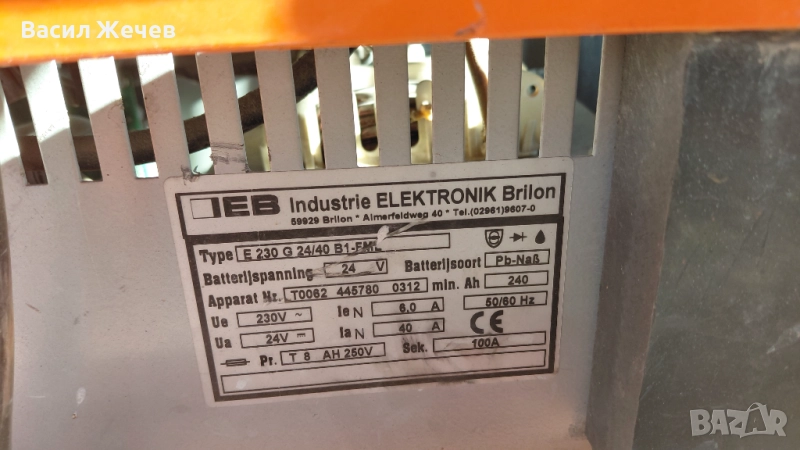 Васил Жечев
IEB Industrie ELEKTRONIK Brilon
59929 Brilon * Almerfeldweg 40 * Tel.(02961)9607-0
Type E 230 G 24/40
Batterijspanning 24 V Batterijsoort Pb-Naß
Apparat Nr. T0062 445780 0312 min. Ah 240
Ue 230V ~ Ie N 6,0 A 50/60 Hz
Ua 24V Ia N 40 A CE
Pr. T 8 AH 250V Sek. 100A
BAZAR